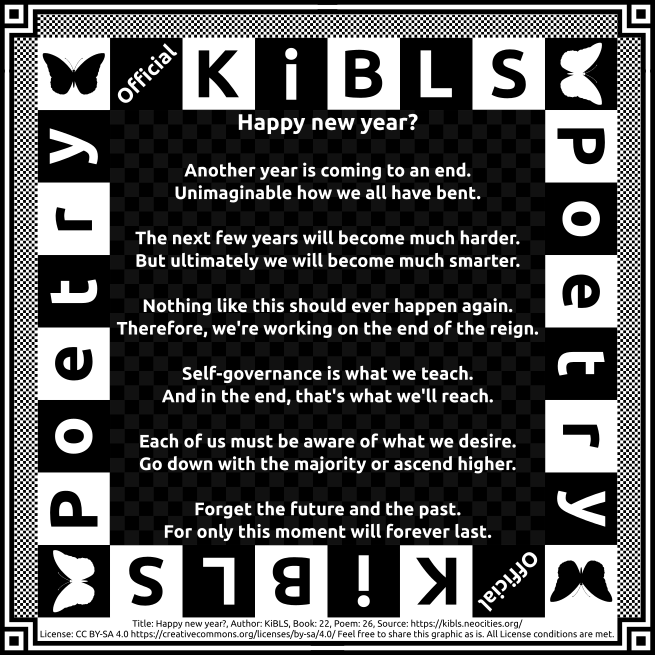 Official KiBLS
Poetry
Poetry
Happy new year?
Another year is coming to an end.
Unimaginable how we all have bent.
The next few years will become much harder.
But ultimately we will become much smarter.
Nothing like this should ever happen again.
Therefore, we're working on the end of the reign.
Self-governance is what we teach.
And in the end, that's what we'll reach.
Each of us must be aware of what we desire.
Go down with the majority or ascend higher.
Forget the future and the past.
For only this moment will forever last.
Official KiBLS
Title: Happy new year?, Author: KiBLS, Book: 22, Poem: 26, Source: https://kibls.neocities.org/
License: CC BY-SA 4.0 https://creativecommons.org/licenses/by-sa/4.0/ Feel free to share this graphic as is. All License conditions are met.